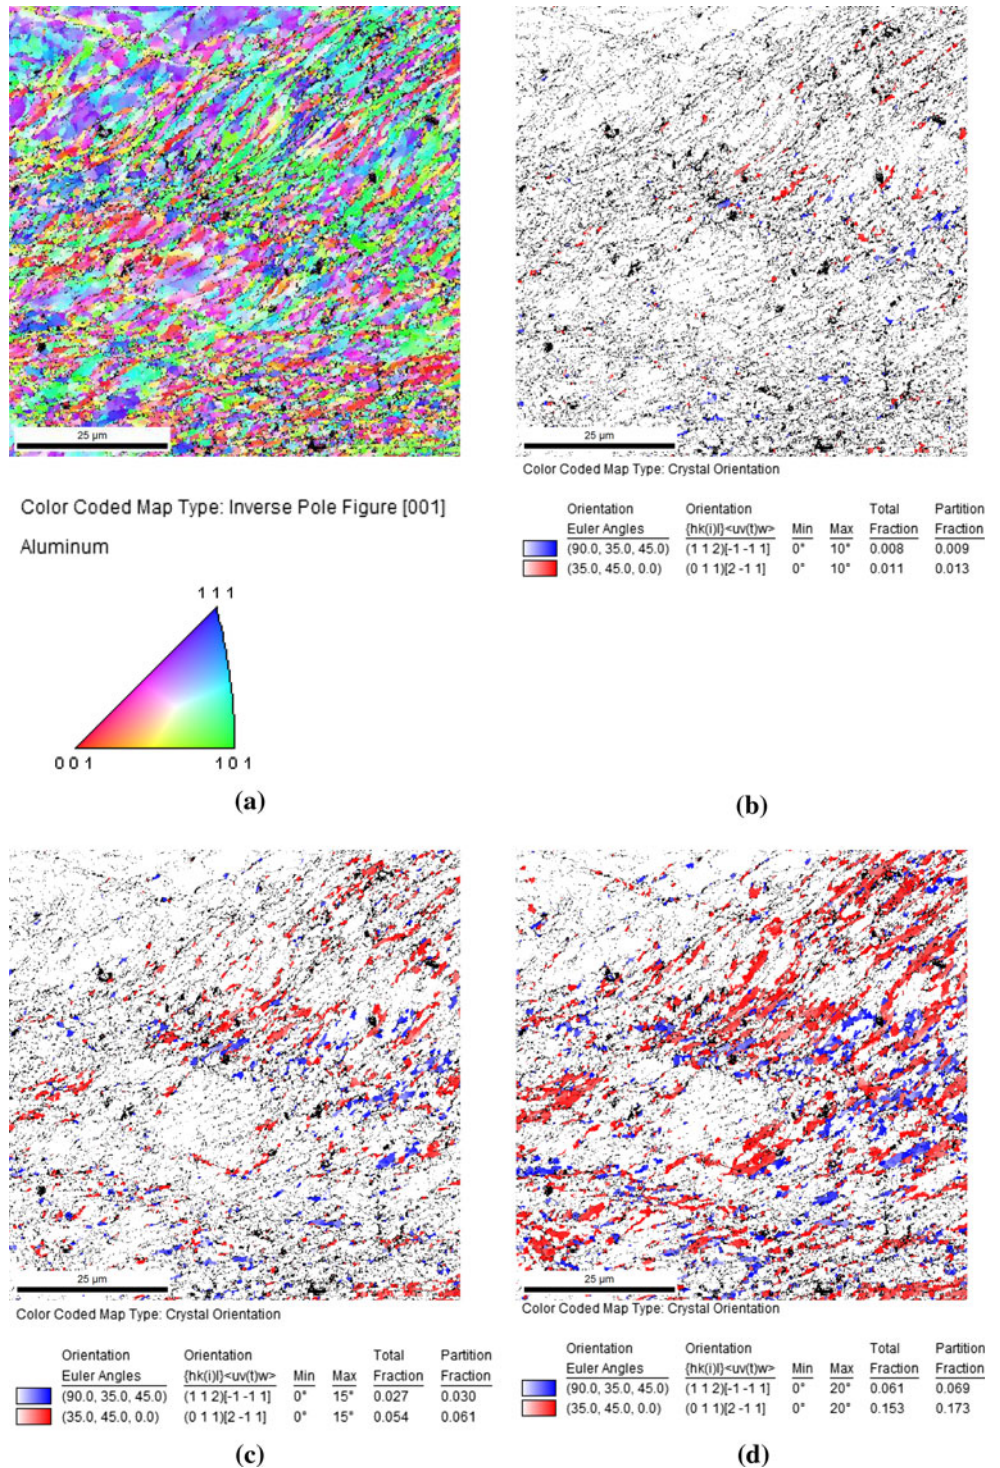 25 µm
25 µm
Color Coded Map Type: Inverse Pole Figure [001]
Aluminum
1 1 1
0 0 1
1 0 1
(a)
Color Coded Map Type: Crystal Orientation
Orientation Orientation Total Partition
Euler Angles {hk(i)l}<uv(t)w> Min Max Fraction Fraction
(90.0, 35.0, 45.0) (1 1 2)[-1 -1 1] 0° 10° 0.008 0.009
(35.0, 45.0, 0.0) (0 1 1)[2 -1 1] 0° 10° 0.011 0.013
(b)
25 µm
Color Coded Map Type: Crystal Orientation
Orientation Orientation Total Partition
Euler Angles {hk(i)l}<uv(t)w> Min Max Fraction Fraction
(90.0, 35.0, 45.0) (1 1 2)[-1 -1 1] 0° 15° 0.027 0.030
(35.0, 45.0, 0.0) (0 1 1)[2 -1 1] 0° 15° 0.054 0.061
(c)
25 µm
Color Coded Map Type: Crystal Orientation
Orientation Orientation Total Partition
Euler Angles {hk(i)l}<uv(t)w> Min Max Fraction Fraction
(90.0, 35.0, 45.0) (1 1 2)[-1 -1 1] 0° 20° 0.061 0.069
(35.0, 45.0, 0.0) (0 1 1)[2 -1 1] 0° 20° 0.153 0.173
(d)